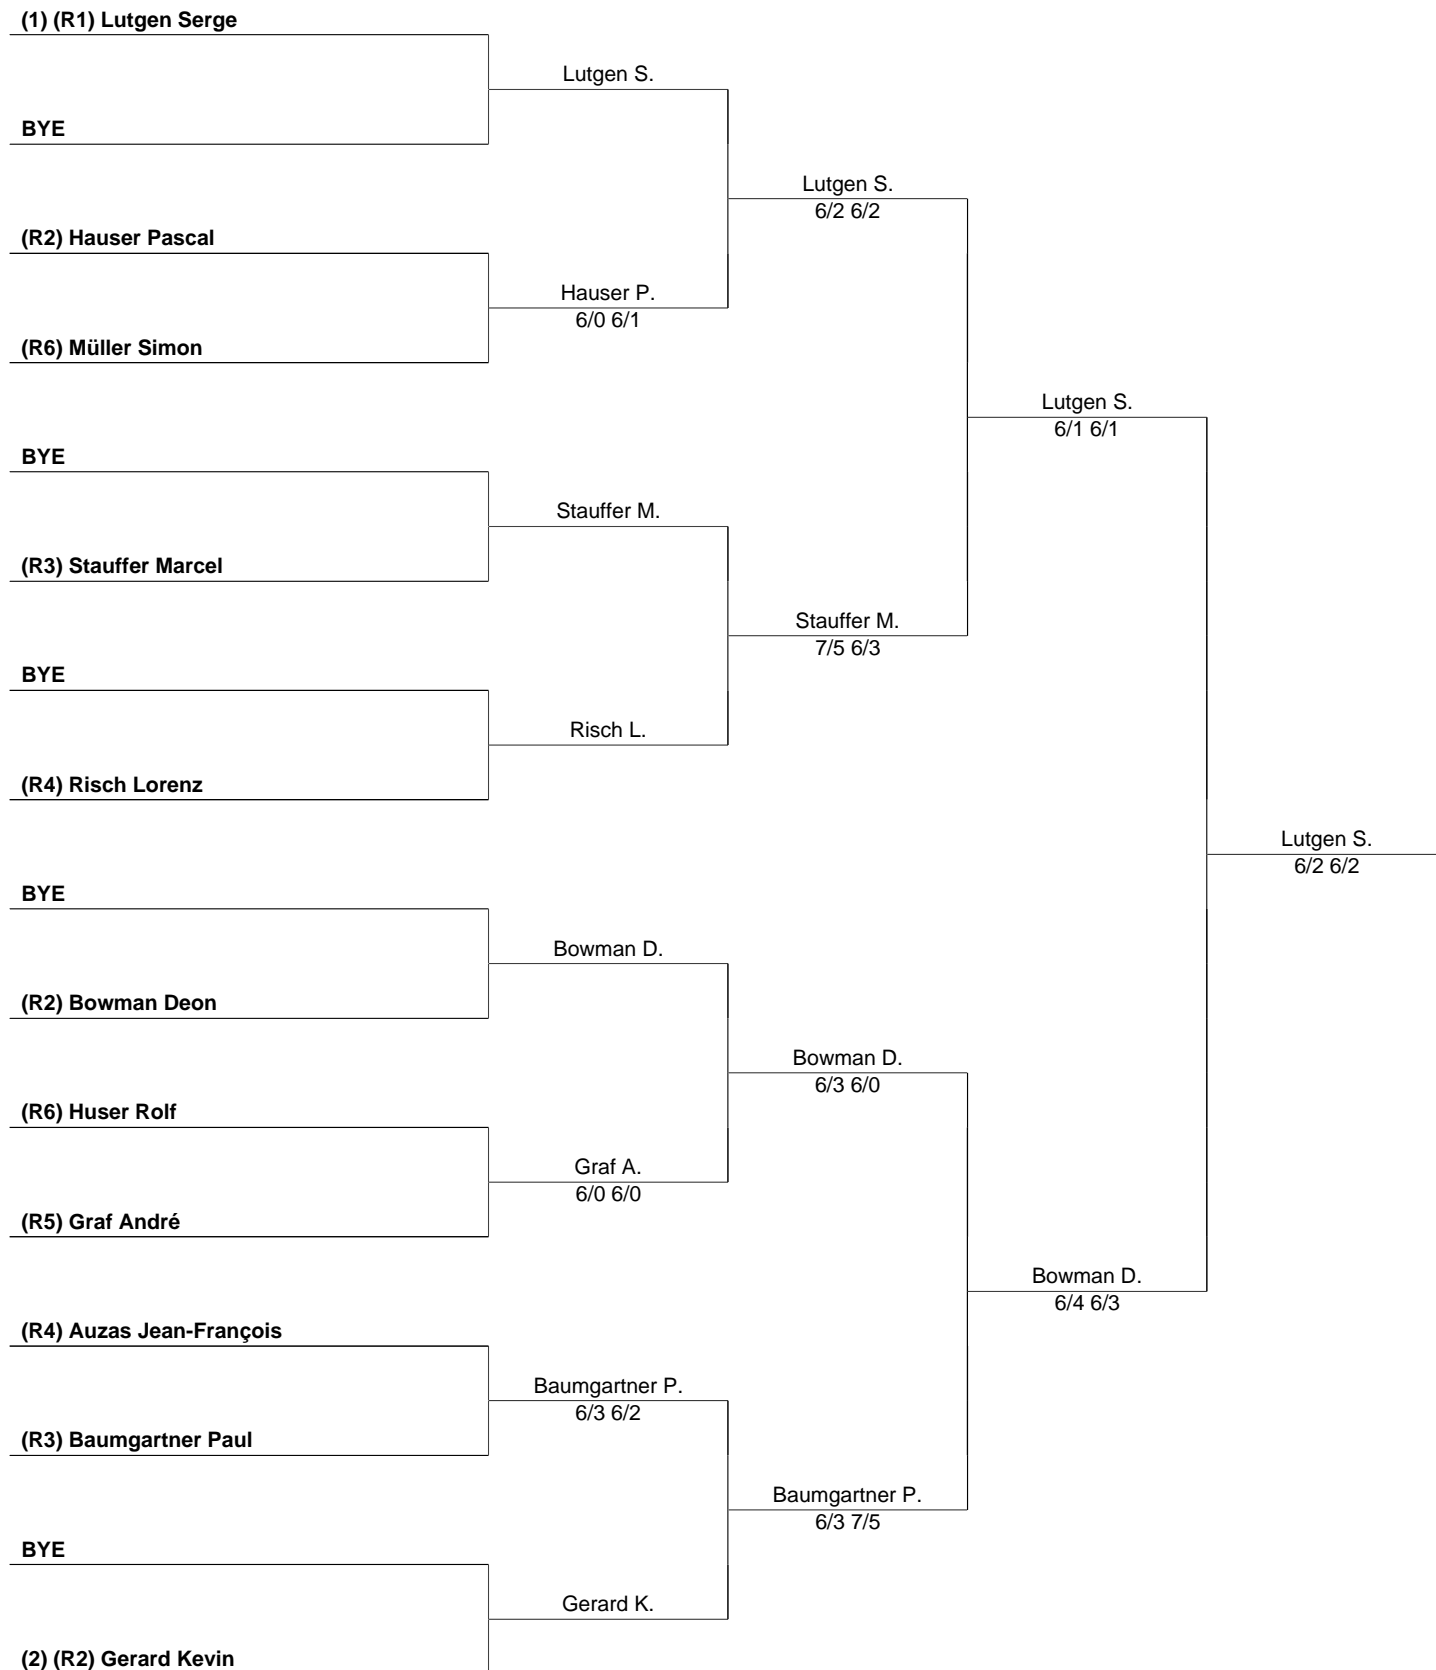 (1) (R1) Lutgen Serge
Lutgen S.
BYE
Lutgen S.
6/2 6/2
(R2) Hauser Pascal
Hauser P.
6/0 6/1
(R6) Müller Simon
Lutgen S.
6/1 6/1
BYE
Stauffer M.
(R3) Stauffer Marcel
Stauffer M.
7/5 6/3
BYE
Risch L.
(R4) Risch Lorenz
Lutgen S.
6/2 6/2
BYE
Bowman D.
(R2) Bowman Deon
Bowman D.
6/3 6/0
(R6) Huser Rolf
Graf A.
6/0 6/0
(R5) Graf André
Bowman D.
6/4 6/3
(R4) Auzas Jean-François
Baumgartner P.
6/3 6/2
(R3) Baumgartner Paul
Baumgartner P.
6/3 7/5
BYE
Gerard K.
(2) (R2) Gerard Kevin